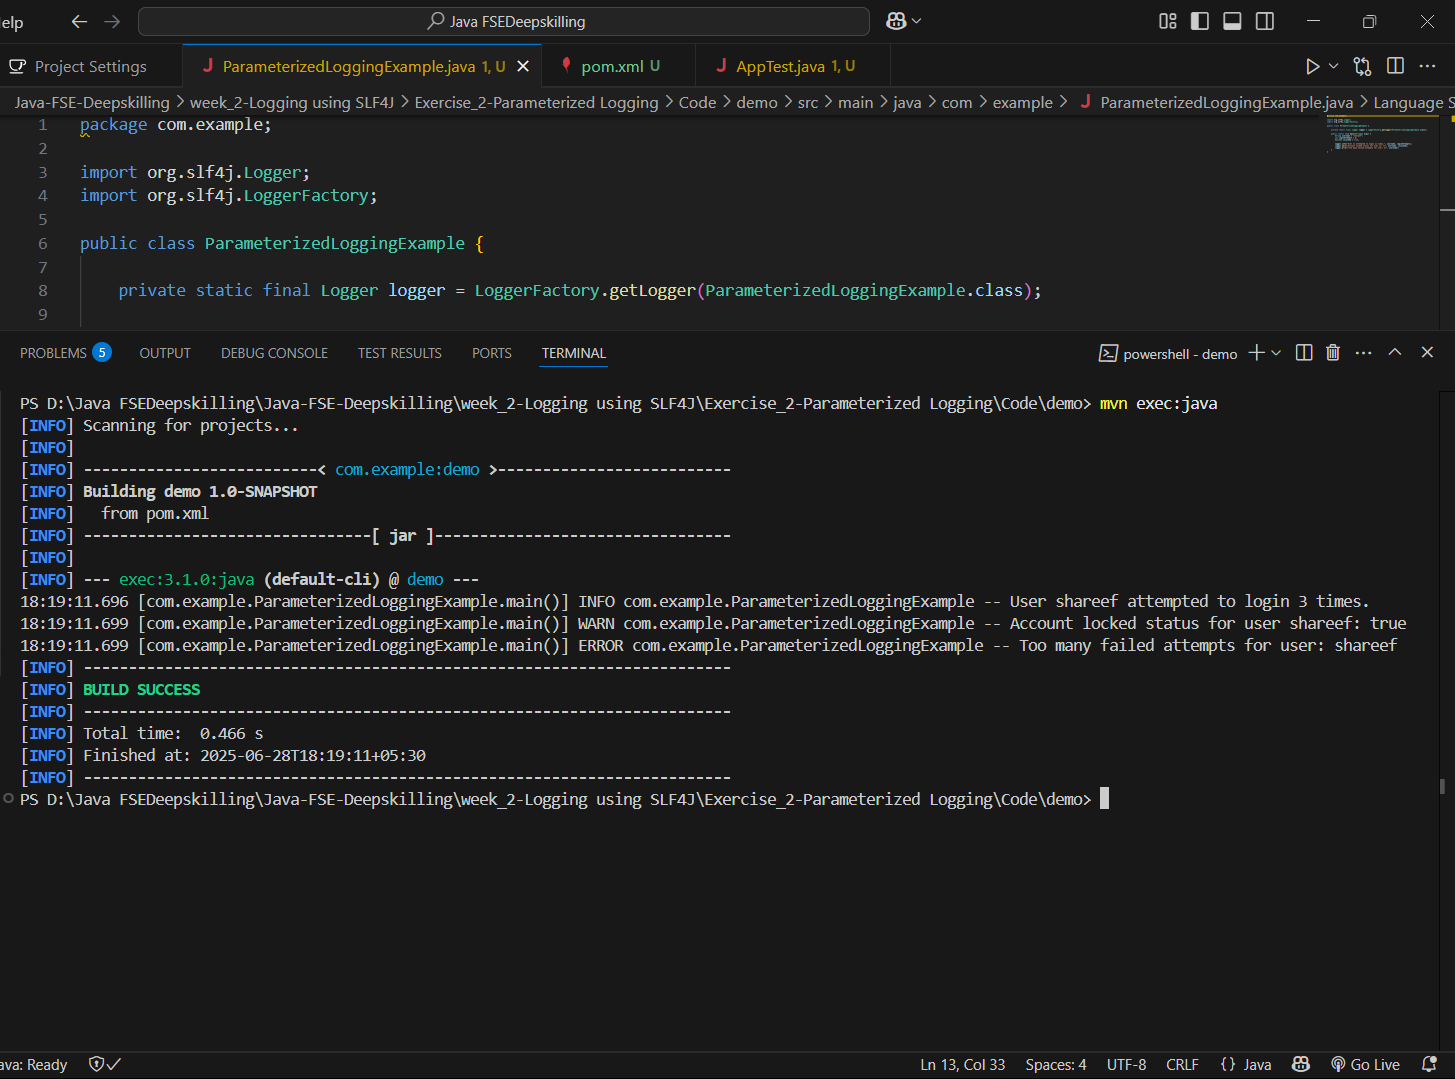 elp
Java FSEDeepskilling
Project Settings
ParameterizedLoggingExample.java 1, U
pom.xml U
AppTest.java 1, U
Java-FSE-Deepskilling > week_2-Logging using SLF4J > Exercise_2-Parameterized Logging > Code > demo > src > main > java > com > example > ParameterizedLoggingExample.java > Language S
1 package com.example;
2
3 import org.slf4j.Logger;
4 import org.slf4j.LoggerFactory;
5
6 public class ParameterizedLoggingExample {
7
8 private static final Logger logger = LoggerFactory.getLogger(ParameterizedLoggingExample.class);
9
PROBLEMS 5 OUTPUT DEBUG CONSOLE TEST RESULTS PORTS TERMINAL
powershell - demo
PS D:\Java FSEDeepskilling\Java-FSE-Deepskilling\week_2-Logging using SLF4J\Exercise_2-Parameterized Logging\Code\demo> mvn exec:java
[INFO] Scanning for projects...
[INFO]
[INFO] --------------------------< com.example:demo >--------------------------
[INFO] Building demo 1.0-SNAPSHOT
[INFO]   from pom.xml
[INFO] --------------------------------[ jar ]---------------------------------
[INFO]
[INFO] --- exec:3.1.0:java (default-cli) @ demo ---
18:19:11.696 [com.example.ParameterizedLoggingExample.main()] INFO com.example.ParameterizedLoggingExample -- User shareef attempted to login 3 times.
18:19:11.699 [com.example.ParameterizedLoggingExample.main()] WARN com.example.ParameterizedLoggingExample -- Account locked status for user shareef: true
18:19:11.699 [com.example.ParameterizedLoggingExample.main()] ERROR com.example.ParameterizedLoggingExample -- Too many failed attempts for user: shareef
[INFO] ------------------------------------------------------------------------
[INFO] BUILD SUCCESS
[INFO] ------------------------------------------------------------------------
[INFO] Total time:  0.466 s
[INFO] Finished at: 2025-06-28T18:19:11+05:30
[INFO] ------------------------------------------------------------------------
PS D:\Java FSEDeepskilling\Java-FSE-Deepskilling\week_2-Logging using SLF4J\Exercise_2-Parameterized Logging\Code\demo>
ava: Ready
Ln 13, Col 33 Spaces: 4 UTF-8 CRLF {} Java Go Live